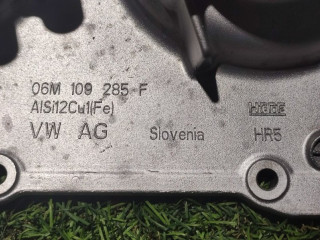 06M 109 285 F
AlSi12Cu1(Fe)
VW AG Slovenia HR5